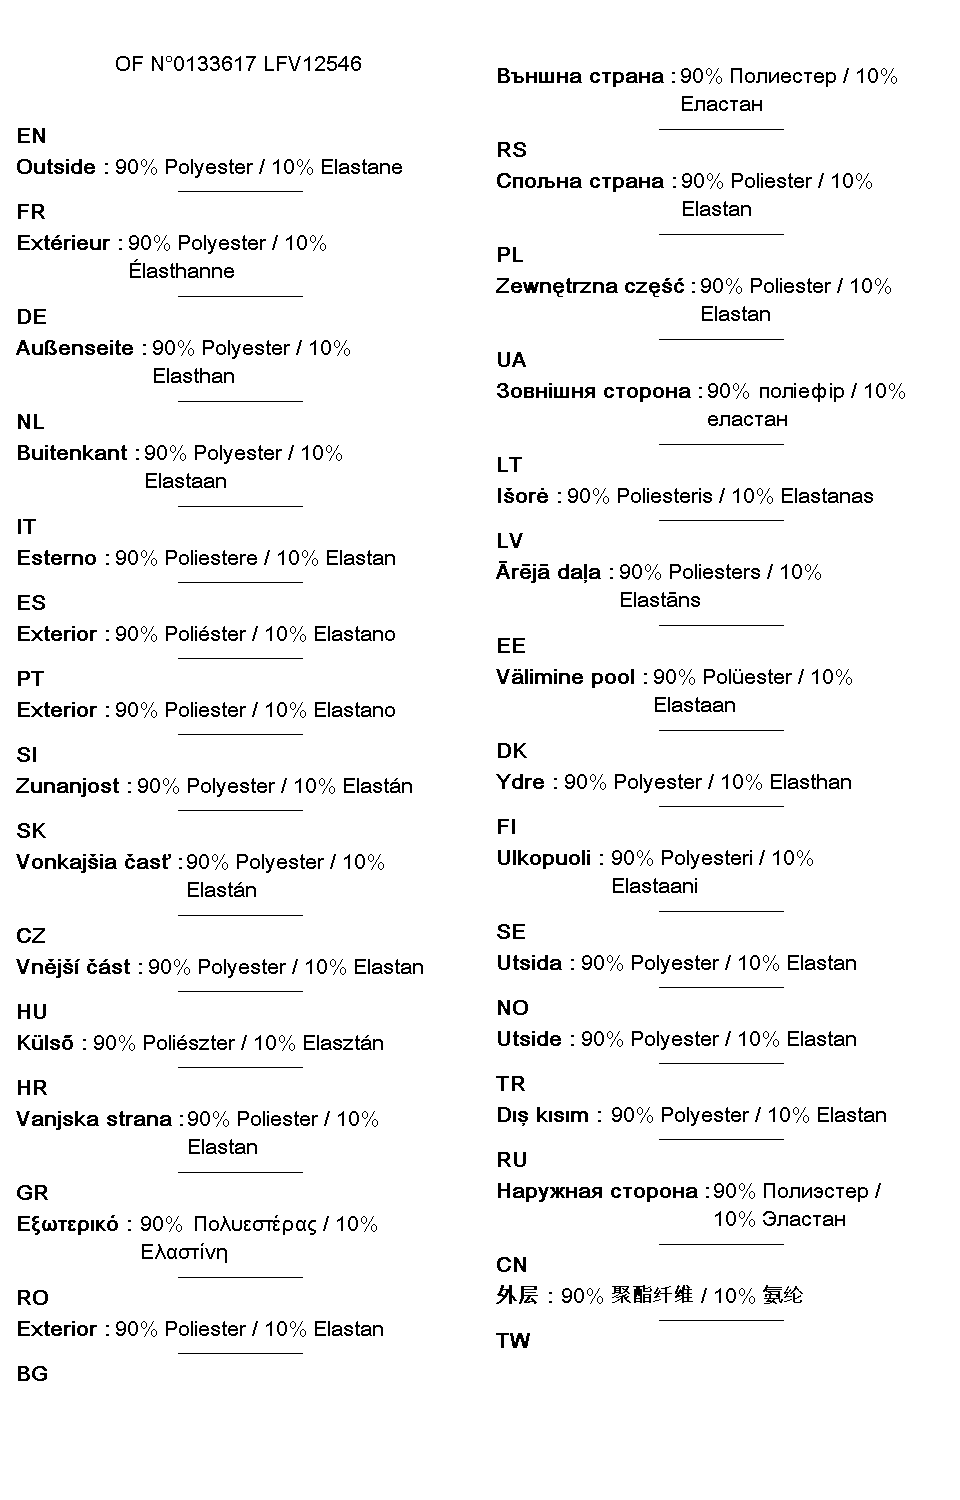 OF N°0133617 LFV12546
EN
Outside : 90% Polyester / 10% Elastane
FR
Extérieur : 90% Polyester / 10%
Élasthanne
DE
Außenseite : 90% Polyester / 10%
Elasthan
NL
Buitenkant : 90% Polyester / 10%
Elastaan
IT
Esterno : 90% Poliestere / 10% Elastan
ES
Exterior : 90% Poliéster / 10% Elastano
PT
Exterior : 90% Poliester / 10% Elastano
SI
Zunanjost : 90% Polyester / 10% Elastán
SK
Vonkajšia časť : 90% Polyester / 10%
Elastán
CZ
Vnější část : 90% Polyester / 10% Elastan
HU
Külsõ : 90% Poliészter / 10% Elasztán
HR
Vanjska strana : 90% Poliester / 10%
Elastan
GR
Εξωτερικό : 90% Πολυεστέρας / 10%
Ελαστίνη
RO
Exterior : 90% Poliester / 10% Elastan
BG
Външна страна : 90% Полиестер / 10%
Еластан
RS
Спољна страна : 90% Poliester / 10%
Elastan
PL
Zewnętrzna część : 90% Poliester / 10%
Elastan
UA
Зовнішня сторона : 90% поліефір / 10%
еластан
LT
Išorė : 90% Poliesteris / 10% Elastanas
LV
Ārējā daļa : 90% Poliesters / 10%
Elastāns
EE
Välimine pool : 90% Polüester / 10%
Elastaan
DK
Ydre : 90% Polyester / 10% Elasthan
FI
Ulkopuoli : 90% Polyesteri / 10%
Elastaani
SE
Utsida : 90% Polyester / 10% Elastan
NO
Utside : 90% Polyester / 10% Elastan
TR
Dış kısım : 90% Polyester / 10% Elastan
RU
Наружная сторона : 90% Полиэстер /
10% Эластан
CN
外层 : 90% 聚酯纤维 / 10% 氨纶
TW